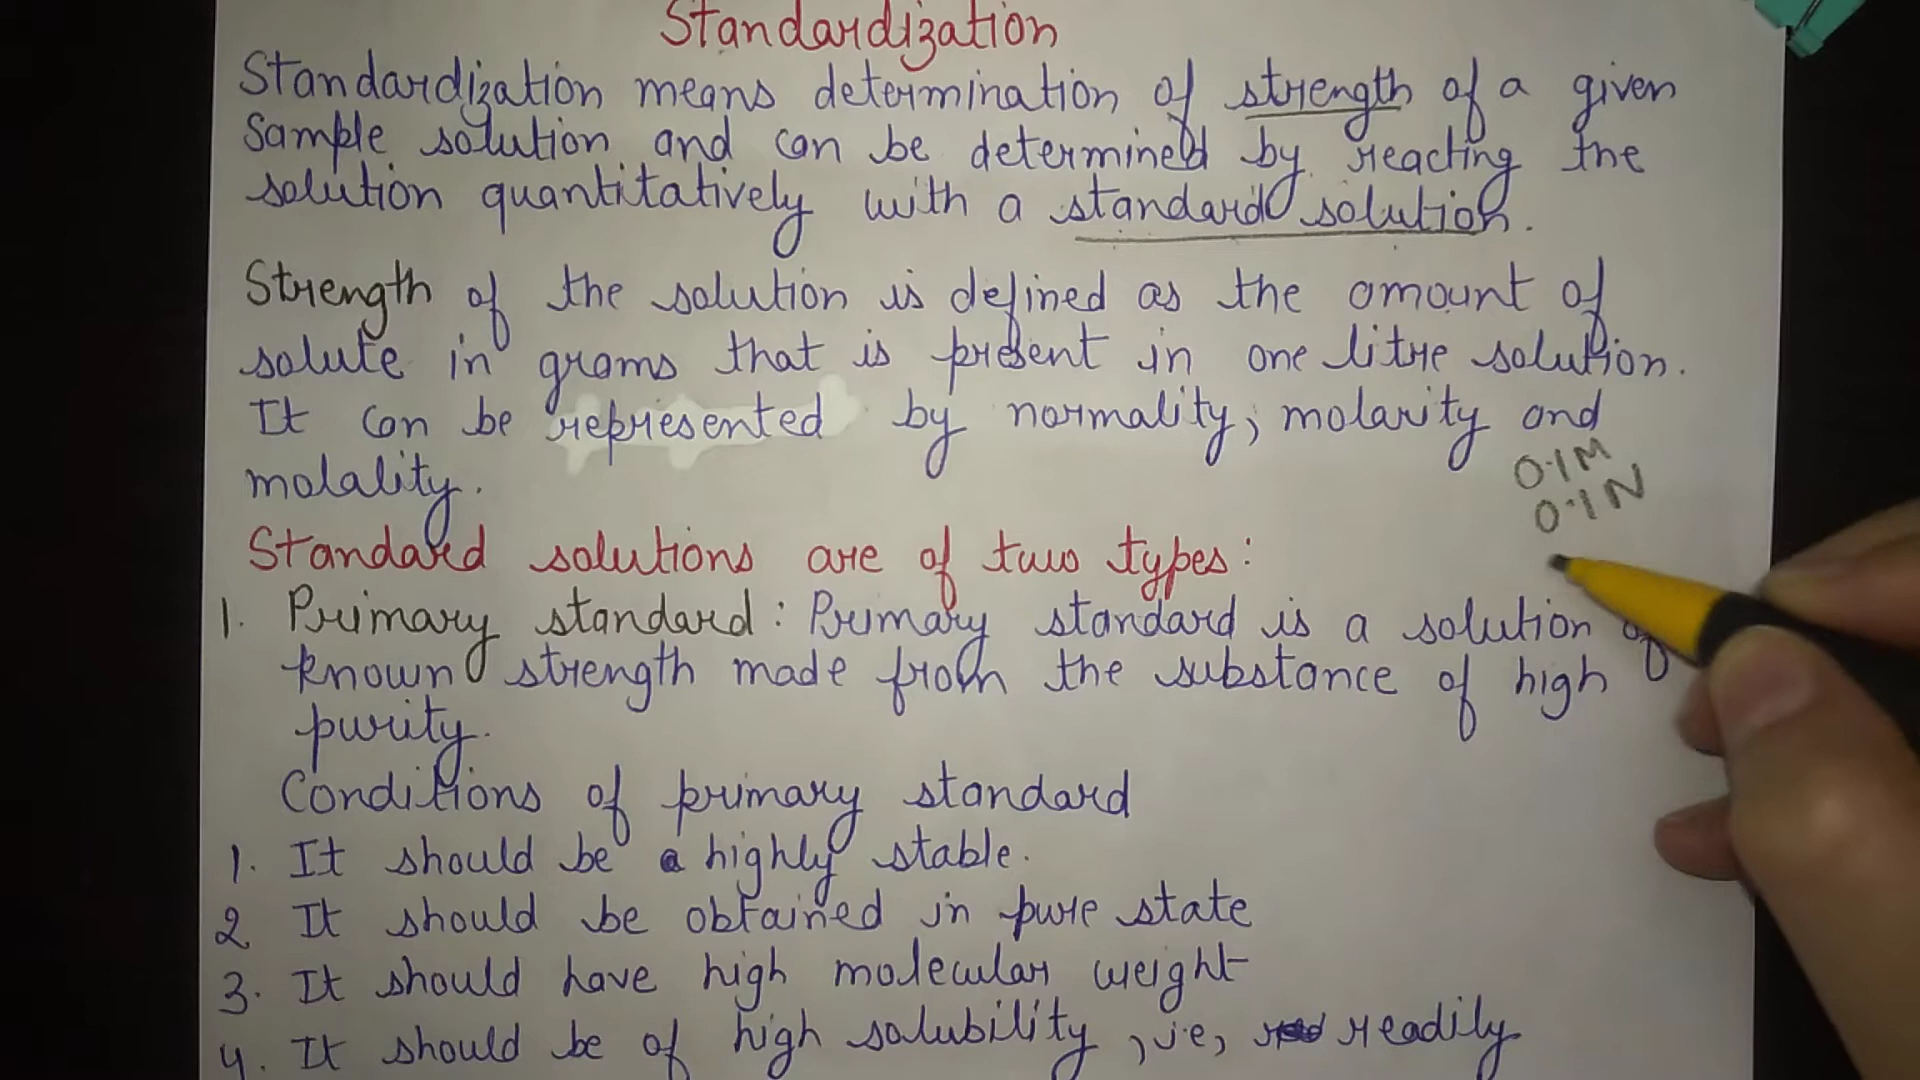 Standardization
Standardization means determination of strength of a given
Sample solution and can be determined by reacting the
solution quantitatively with a standard solution.
Strength of the solution is defined as the amount of
solute in grams that is present in one litre solution.
It can be represented by normality, molarity and
molality.
0.1M
0.1N
Standard solutions are of two types:
1. Primary standard: Primary standard is a solution of
known strength made from the substance of high
purity.
Conditions of primary standard
1. It should be a highly stable.
2 It should be obtained in pure state
3. It should have high molecular weight
4. It should be of high solubility, ie, readily